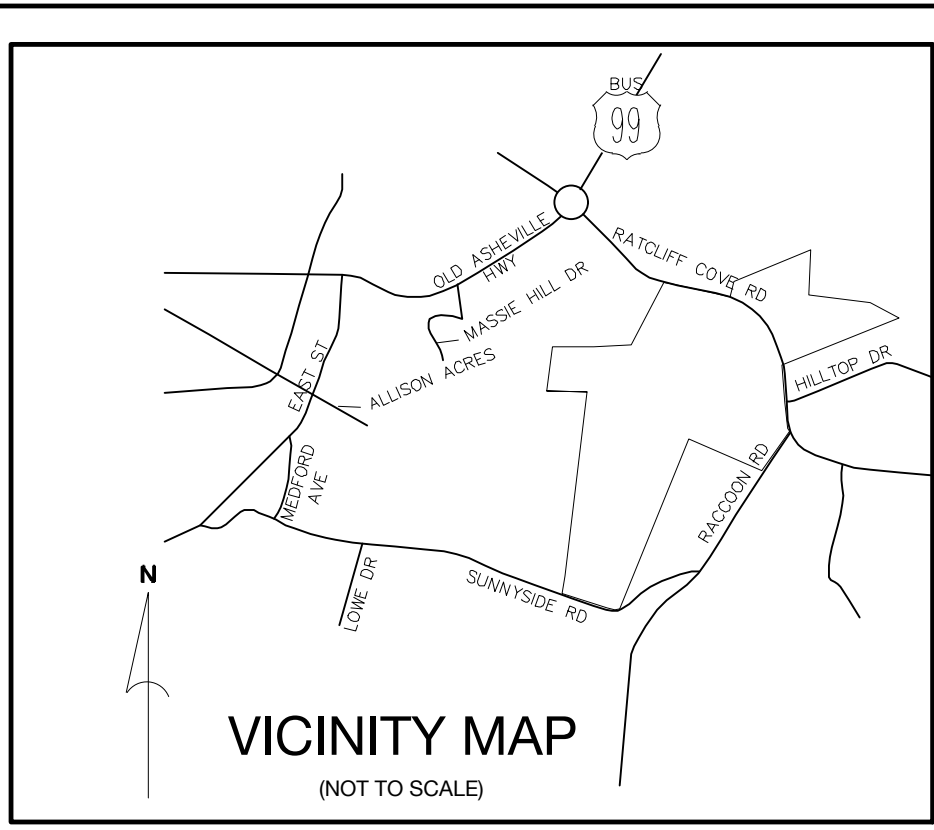 BUS
99
OLD ASHEVILLE
HWY
RATCLIFF COVE RD
MASSIE HILL DR
HILLTOP DR
EAST ST
ALLISON ACRES
MEDFORD
AVE
RACCOON RD
N
LOWE DR
SUNNYSIDE RD
VICINITY MAP
(NOT TO SCALE)